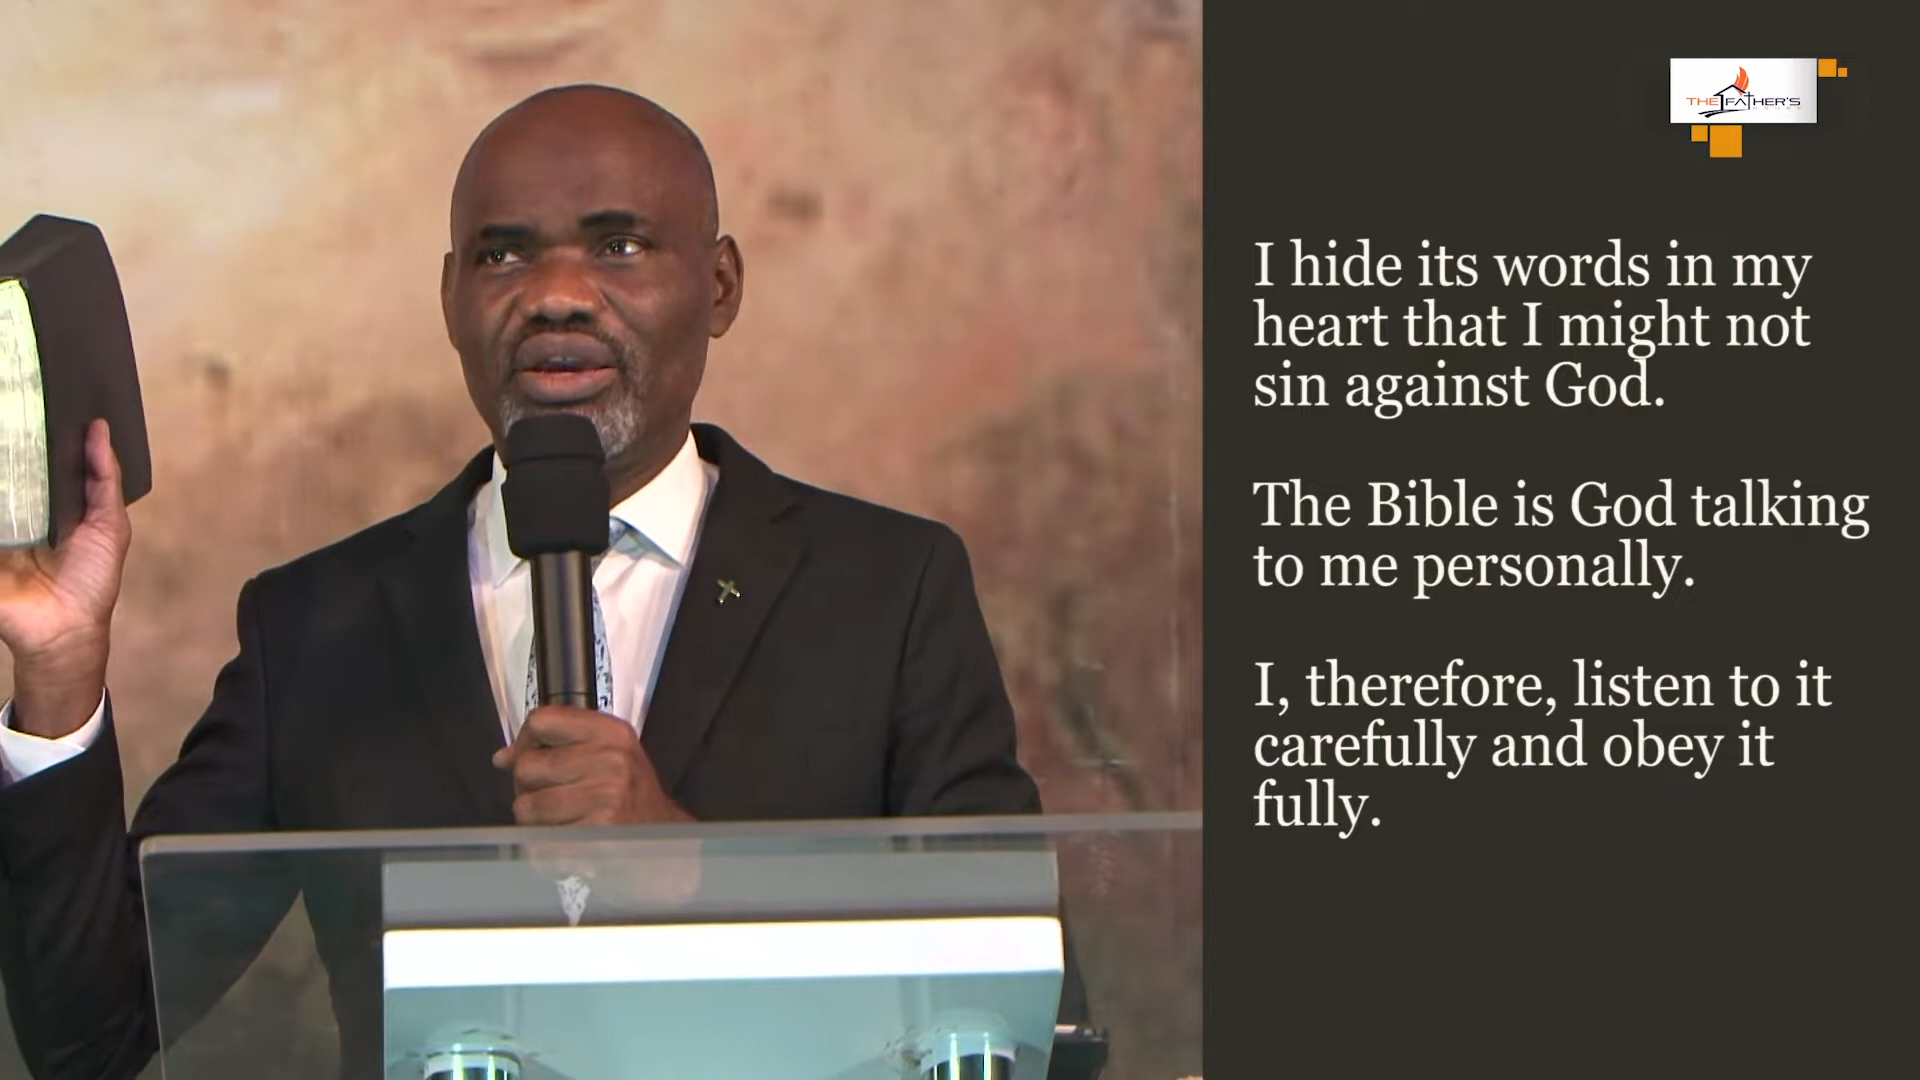 THE FATHER'S
I hide its words in my
heart that I might not
sin against God.
The Bible is God talking
to me personally.
I, therefore, listen to it
carefully and obey it
fully.